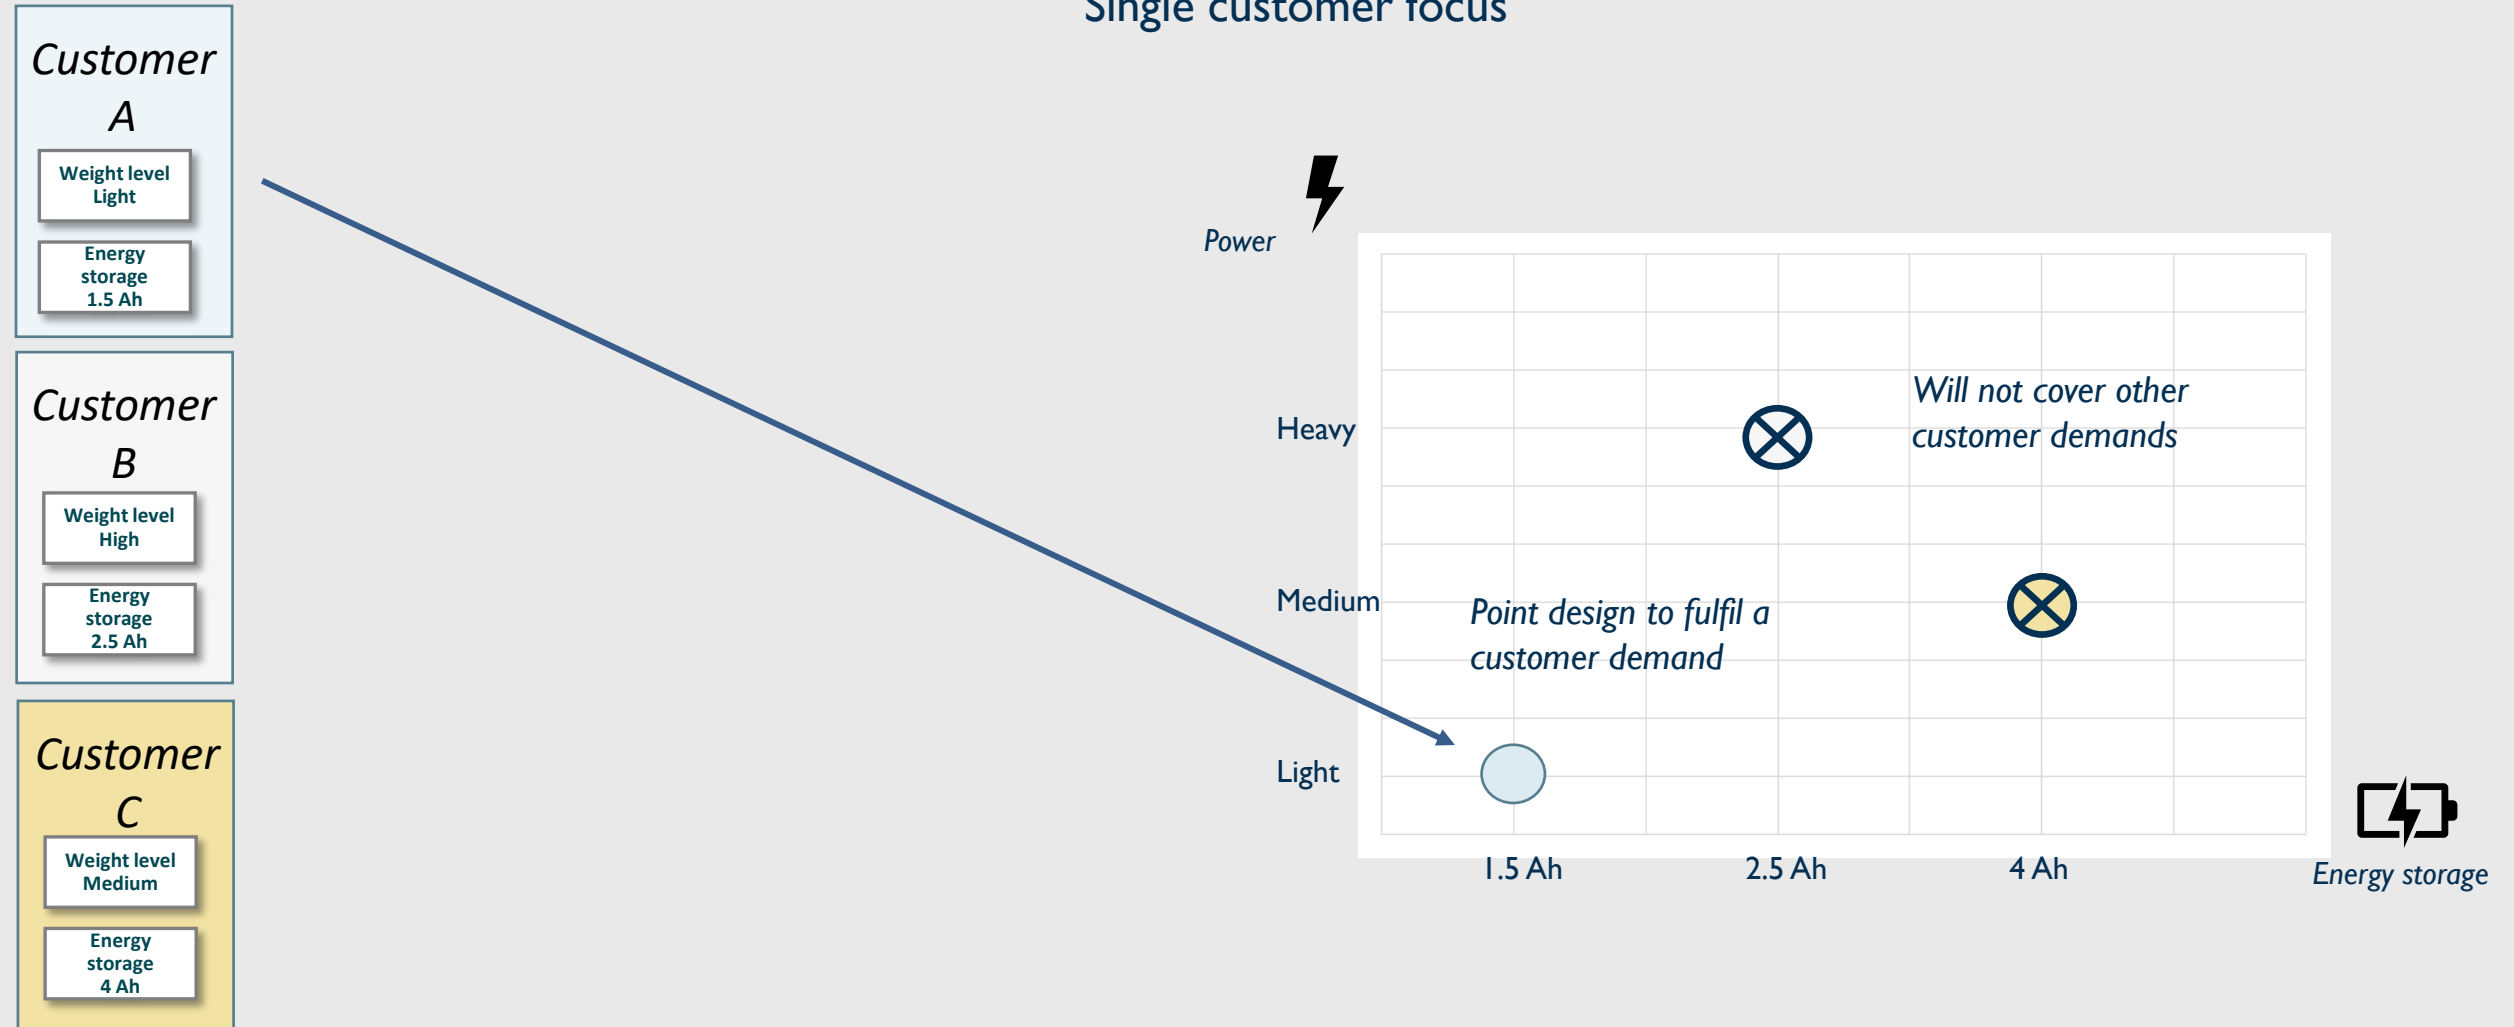 Single customer focus
Customer
A
Weight level
Light
Energy
storage
1.5 Ah
Customer
B
Weight level
High
Energy
storage
2.5 Ah
Customer
C
Weight level
Medium
Energy
storage
4 Ah
Power
Heavy
Medium
Light
Will not cover other
customer demands
Point design to fulfil a
customer demand
1.5 Ah
2.5 Ah
4 Ah
Energy storage